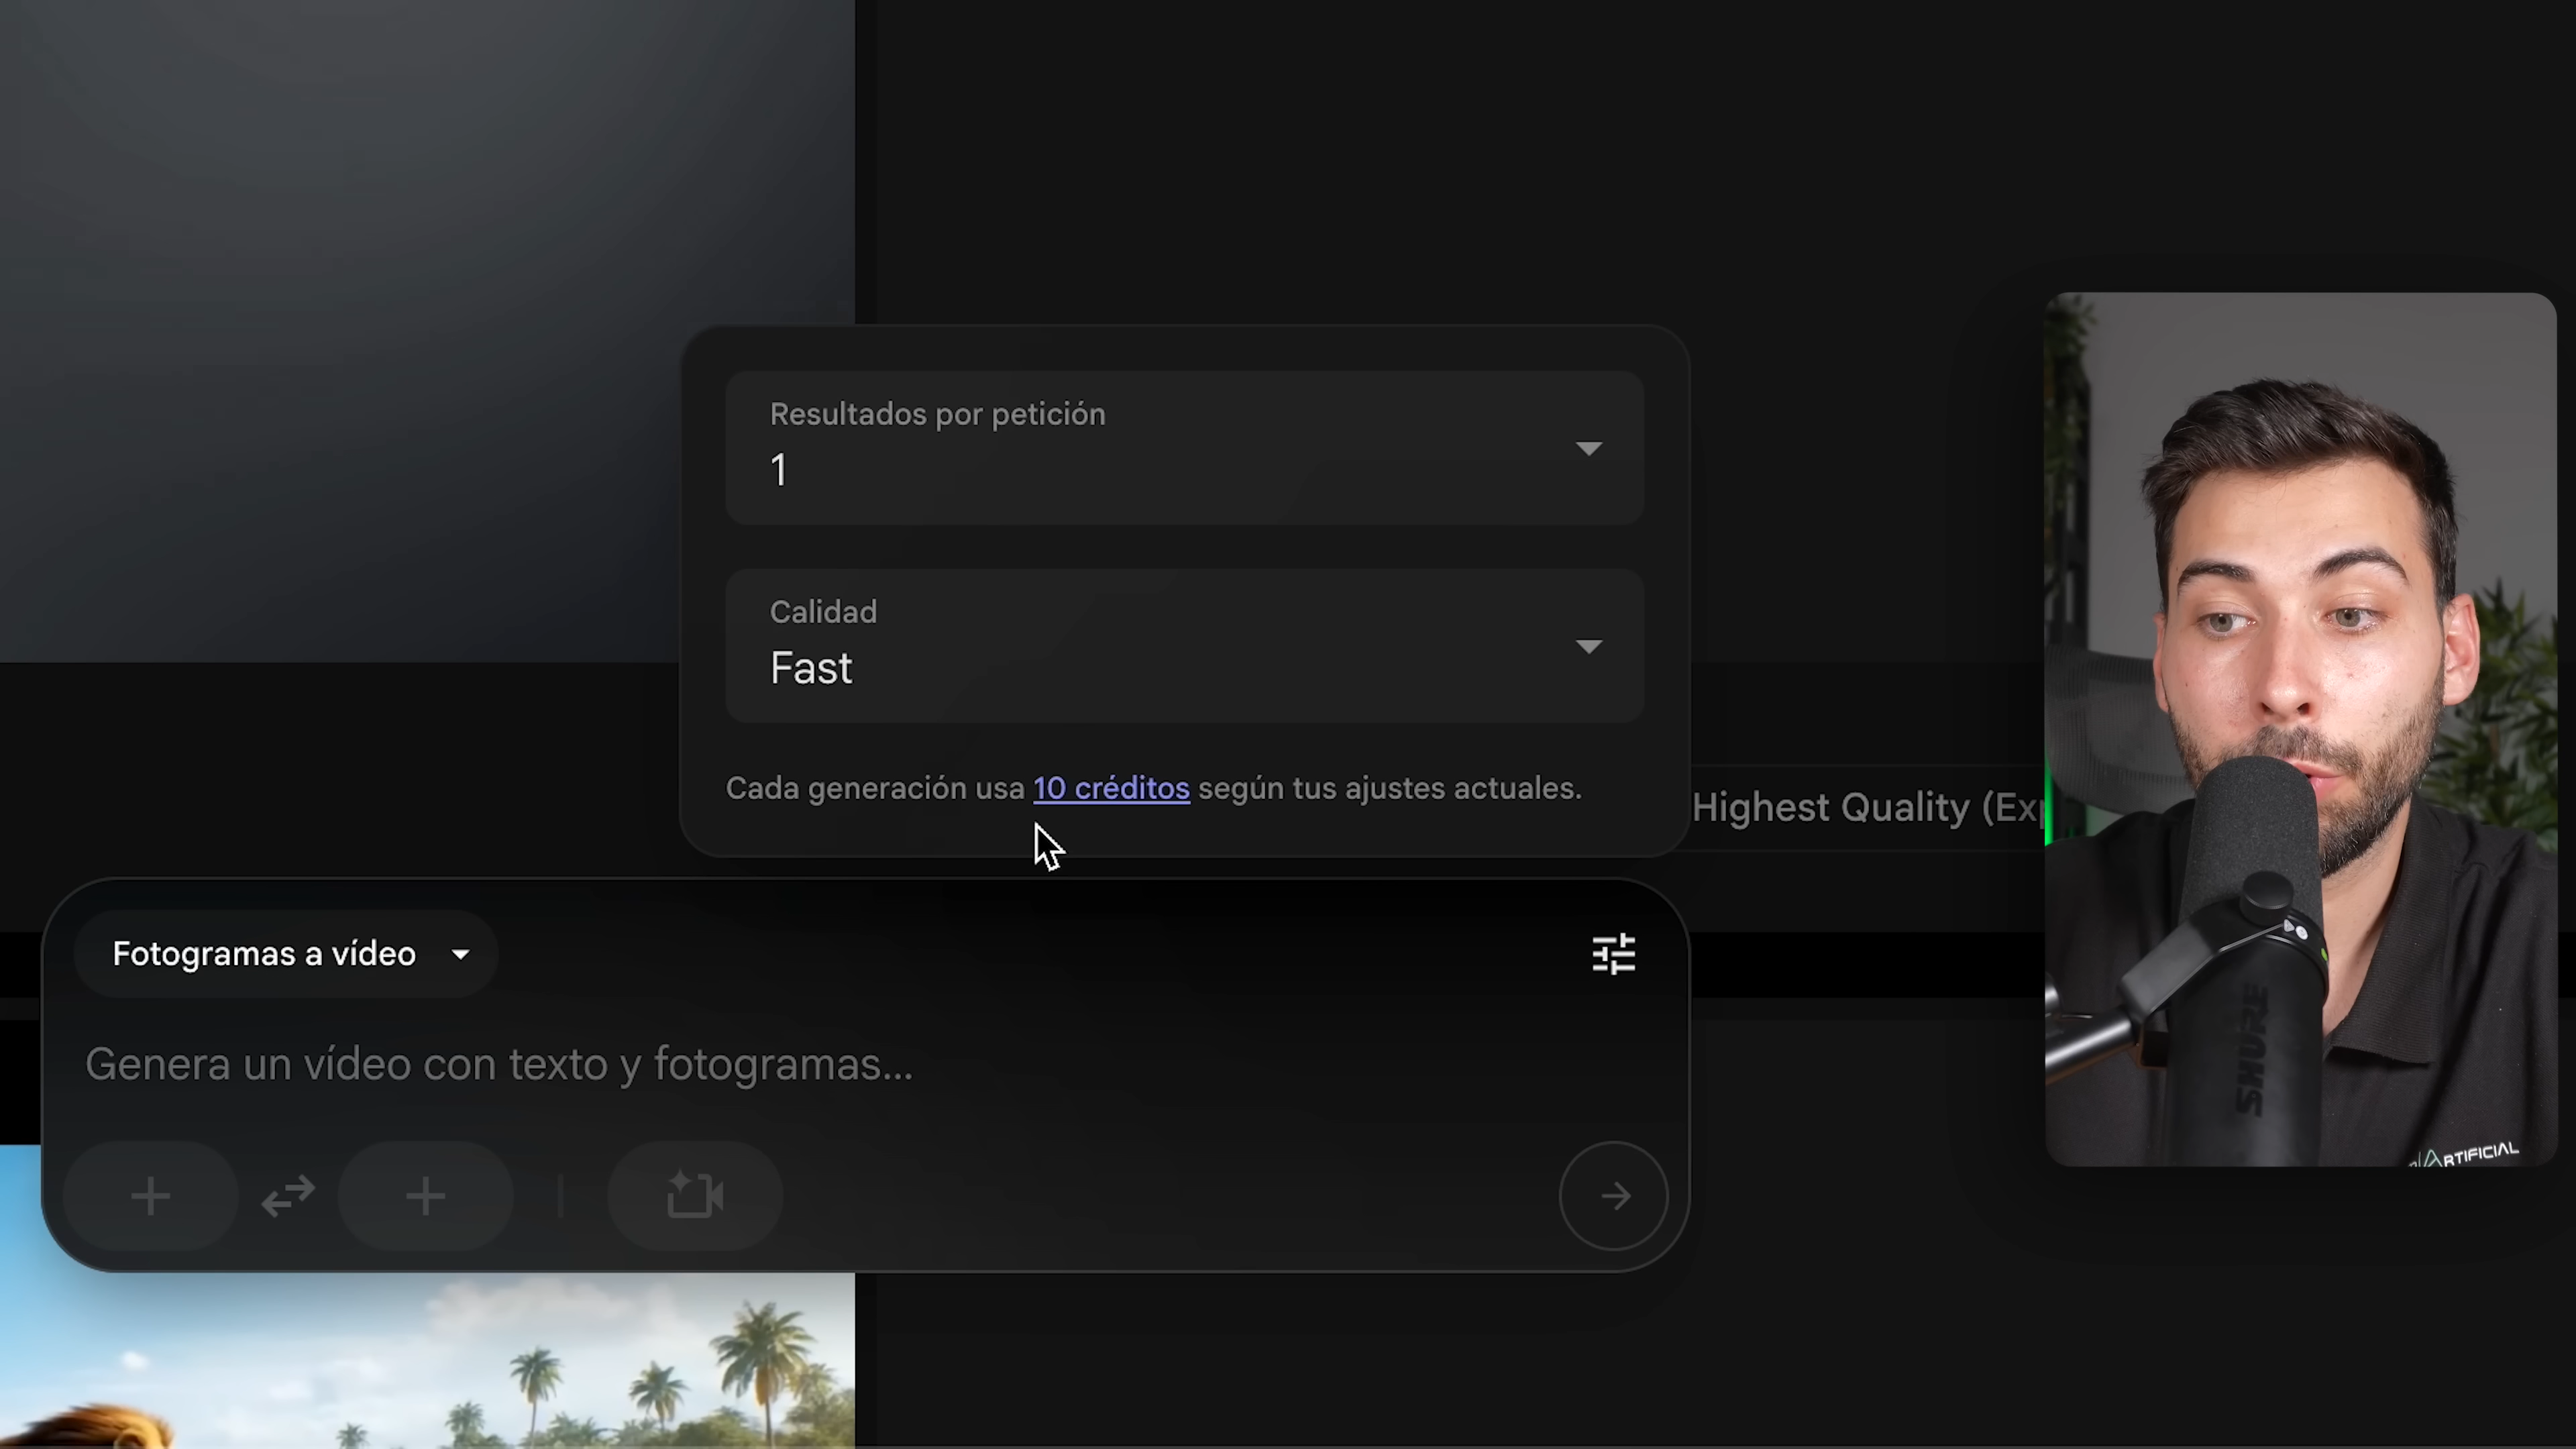 Resultados por petición
1
Calidad
Fast
Cada generación usa 10 créditos según tus ajustes actuales.
Highest Quality (Ex
Fotogramas a vídeo
Genera un vídeo con texto y fotogramas...
SHURE
ARTIFICIAL